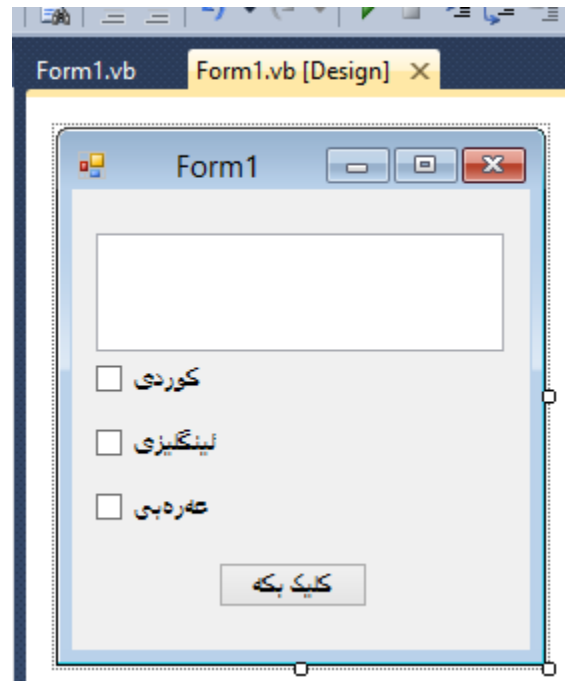 Form1.vb
Form1.vb [Design]
Form1
کوردی
ئینگلیزی
عەرەبی
کلیک بکە